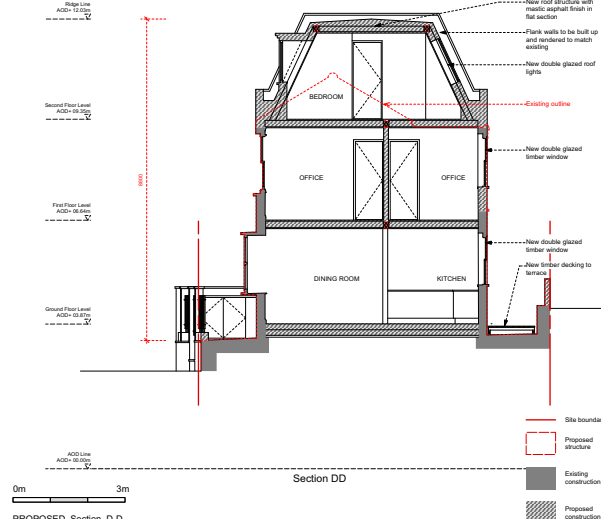 Ridge Line
AOD= 12.03m
New roof structure with
mastic asphalt finish in
flat section
Flank walls to be built up
and rendered to match
existing
New double glazed roof
lights
BEDROOM
Existing outline
Second Floor Level
AOD= 09.35m
New double glazed
timber window
OFFICE
OFFICE
8600
First Floor Level
AOD= 06.64m
New double glazed
timber window
New timber decking to
terrace
DINING ROOM
KITCHEN
Ground Floor Level
AOD= 03.87m
Site boundar
Proposed
structure
AOD Line
AOD= 00.00m
Section DD
Existing
construction
0m
3m
Proposed
construction
PROPOSED Section D-D